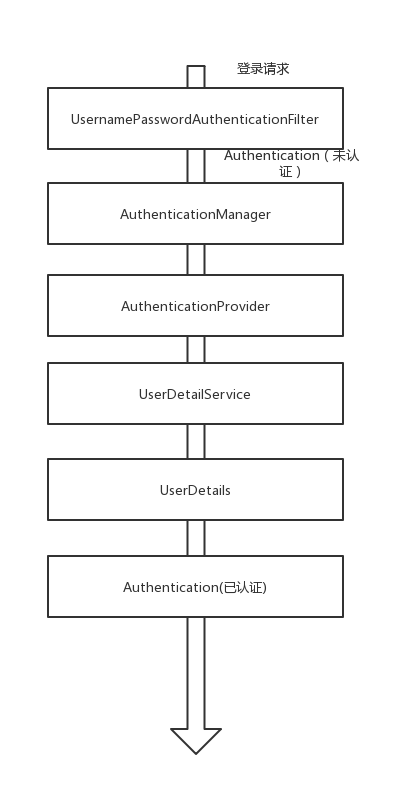 登录请求
UsernamePasswordAuthenticationFilter
Authentication（未认
证）
AuthenticationManager
AuthenticationProvider
UserDetailService
UserDetails
Authentication(已认证)